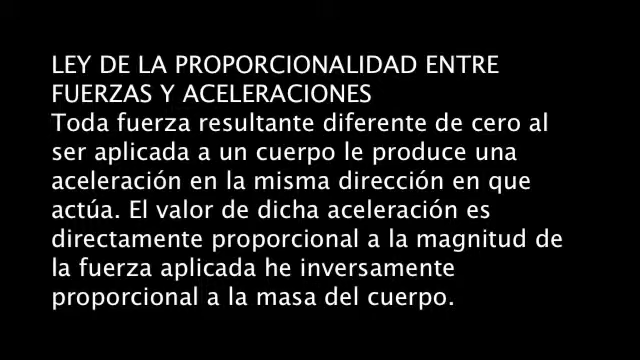 LEY DE LA PROPORCIONALIDAD ENTRE
FUERZAS Y ACELERACIONES
Toda fuerza resultante diferente de cero al
ser aplicada a un cuerpo le produce una
aceleración en la misma dirección en que
actúa. El valor de dicha aceleración es
directamente proporcional a la magnitud de
la fuerza aplicada he inversamente
proporcional a la masa del cuerpo.